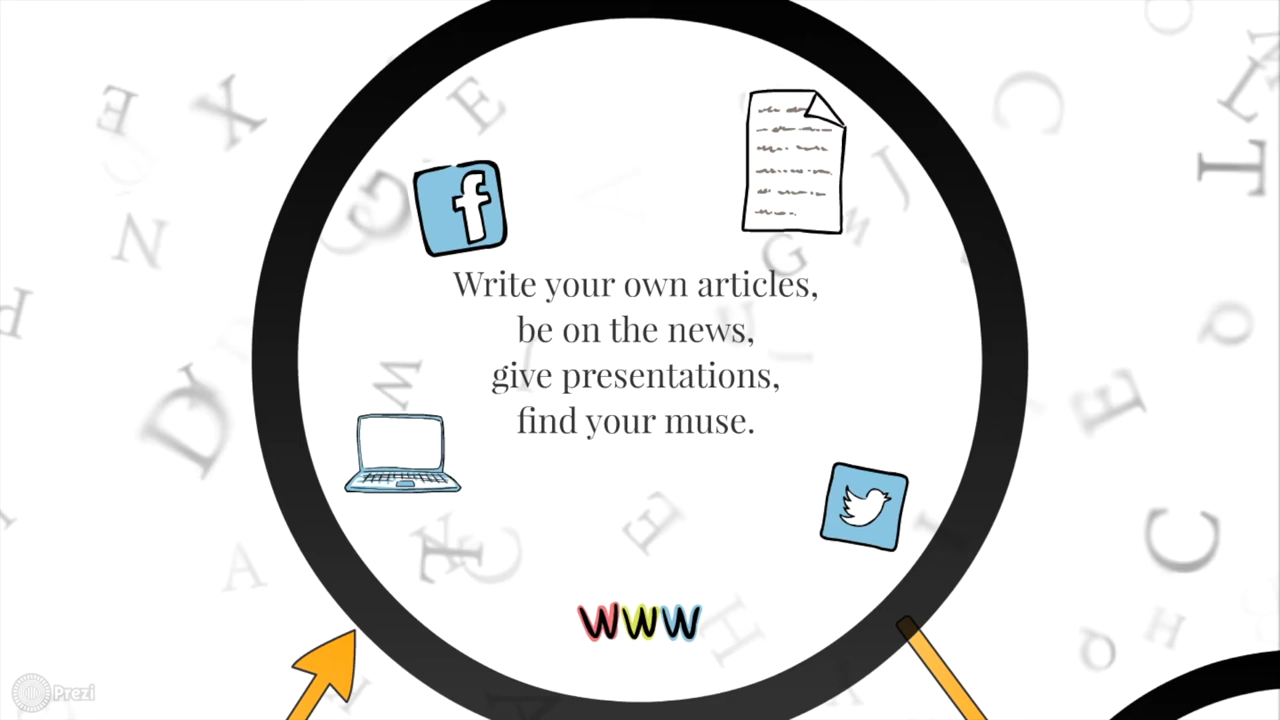 Write your own articles,
be on the news,
give presentations,
find your muse.
www
Prezi